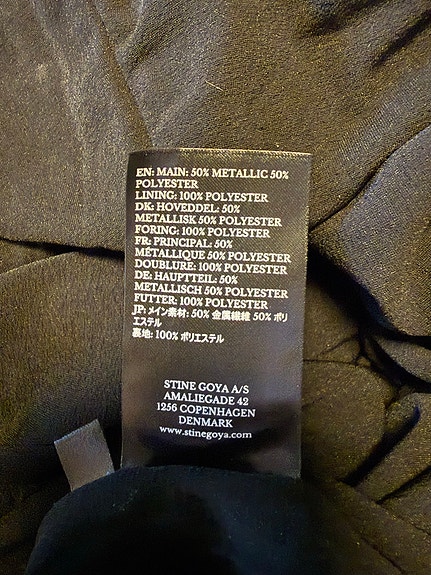 EN: MAIN: 50% METALLIC 50%
POLYESTER
LINING: 100% POLYESTER
DK: HOVEDDEL: 50%
METALLISK 50% POLYESTER
FORING: 100% POLYESTER
FR: PRINCIPAL: 50%
MÉTALLIQUE 50% POLYESTER
DOUBLURE: 100% POLYESTER
DE: HAUPTTEIL: 50%
METALLISCH 50% POLYESTER
FUTTER: 100% POLYESTER
JP: メイン素材: 50% 金属繊維 50% ポリ
エステル
裏地: 100% ポリエステル
STINE GOYA A/S
AMALIEGADE 42
1256 COPENHAGEN
DENMARK
www.stinegoya.com